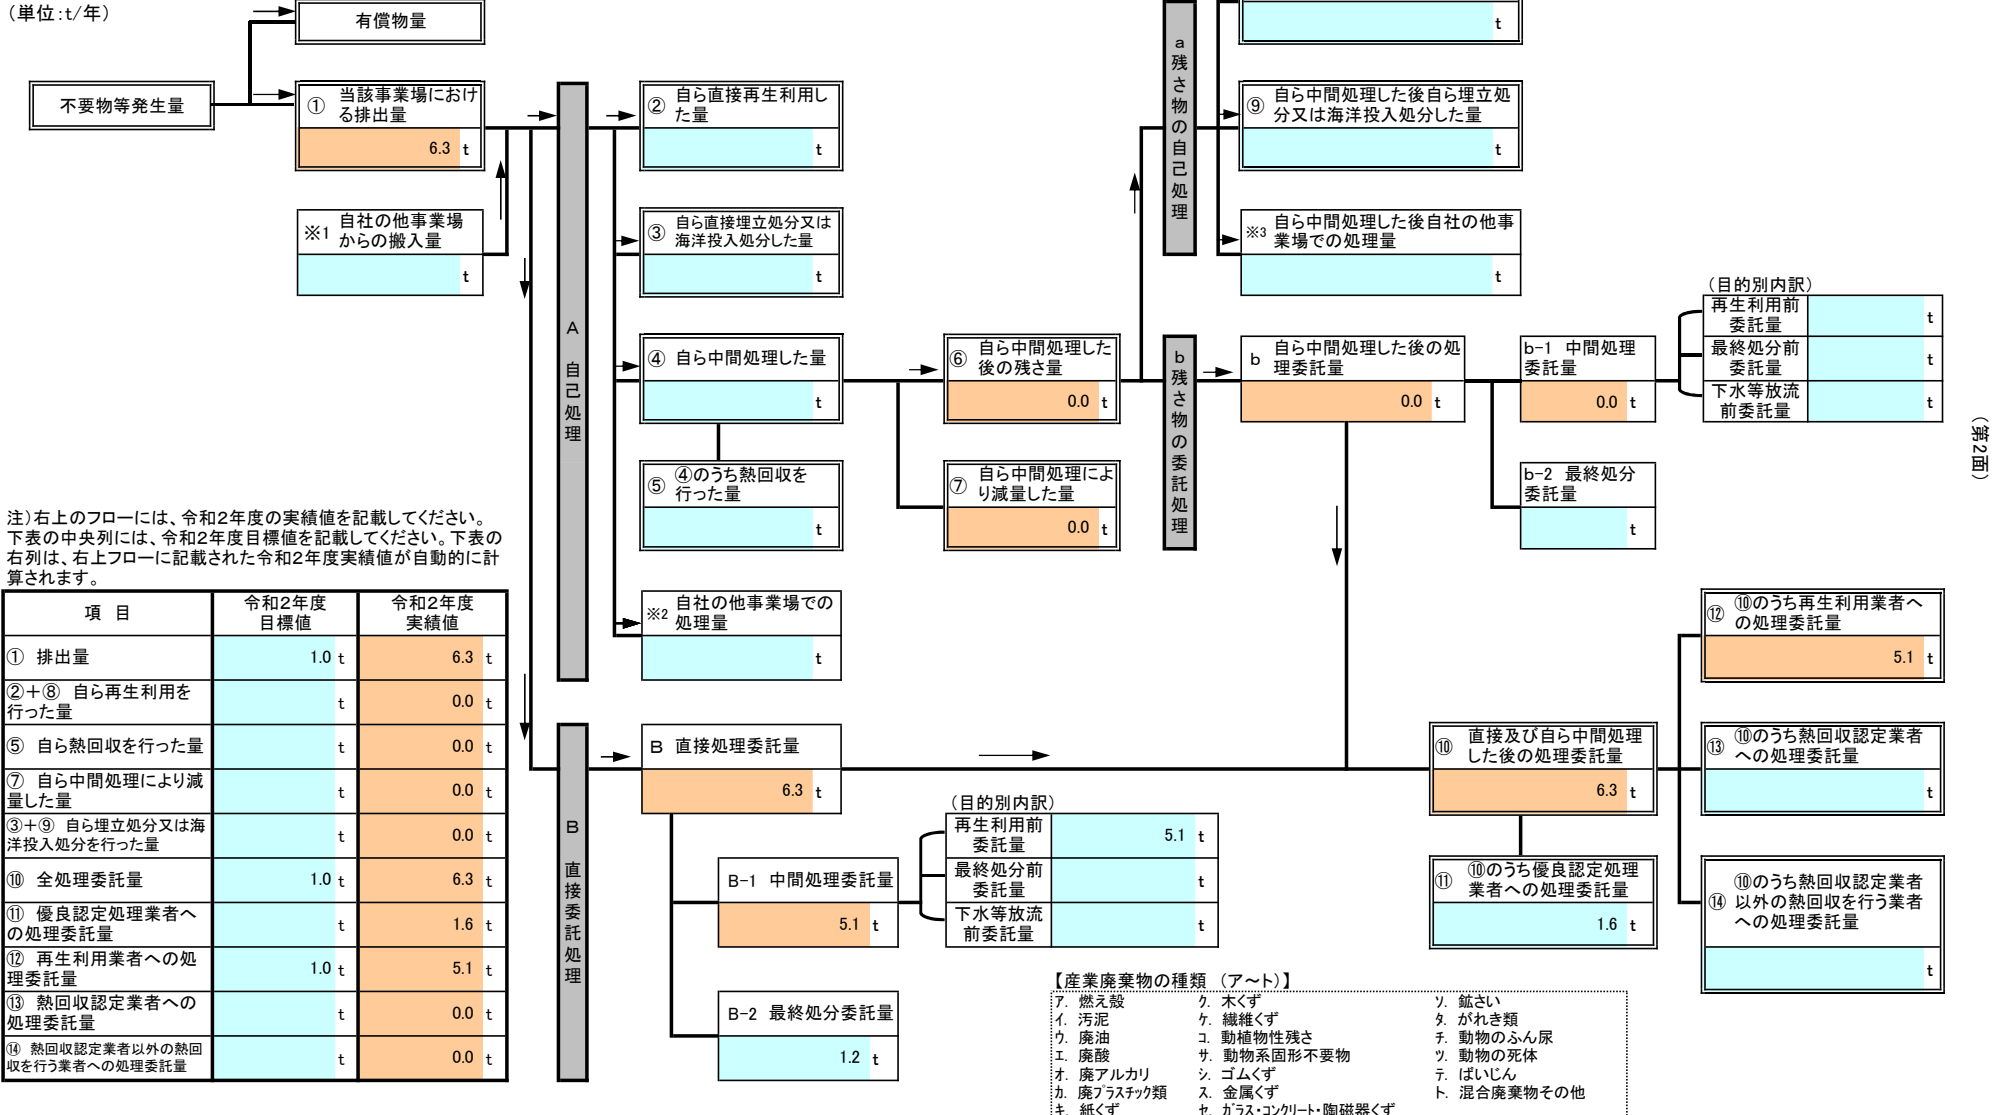 （単位:t/年）
有償物量
不要物等発生量
① 当該事業場におけ
る排出量
6.3 t
※1 自社の他事業場
からの搬入量
t
A 自己処理
② 自ら直接再生利用し
た量
t
③ 自ら直接埋立処分又は
海洋投入処分した量
t
④ 自ら中間処理した量
t
⑤ ④のうち熱回収を
行った量
t
※2 自社の他事業場での
処理量
t
⑥ 自ら中間処理した
後の残さ量
0.0 t
⑦ 自ら中間処理によ
り減量した量
0.0 t
a 残さ物の自己処理
t
⑨ 自ら中間処理した後自ら埋立処
分又は海洋投入処分した量
t
※3 自ら中間処理した後自社の他事
業場での処理量
t
b 残さ物の委託処理
b 自ら中間処理した後の処
理委託量
0.0 t
b-1 中間処理
委託量
0.0 t
b-2 最終処分
委託量
t
（目的別内訳）
再生利用前
委託量
t
最終処分前
委託量
t
下水等放流
前委託量
t
（第2面）
注）右上のフローには、令和２年度の実績値を記載してください。
下表の中央列には、令和２年度目標値を記載してください。下表の
右列は、右上フローに記載された令和２年度実績値が自動的に計
算されます。
項 目 令和２年度
目標値 令和２年度
実績値
① 排出量 1.0 t 6.3 t
②＋⑧ 自ら再生利用を
行った量 t 0.0 t
⑤ 自ら熱回収を行った量 t 0.0 t
⑦ 自ら中間処理により減
量した量 t 0.0 t
③＋⑨ 自ら埋立処分又は海
洋投入処分を行った量 t 0.0 t
⑩ 全処理委託量 1.0 t 6.3 t
⑪ 優良認定処理業者へ
の処理委託量 t 1.6 t
⑫ 再生利用業者への処
理委託量 1.0 t 5.1 t
⑬ 熱回収認定業者への
処理委託量 t 0.0 t
⑭ 熱回収認定業者以外の熱回
収を行う業者への処理委託量 t 0.0 t
B 直接委託処理
B 直接処理委託量
6.3 t
B-1 中間処理委託量
5.1 t
B-2 最終処分委託量
1.2 t
（目的別内訳）
再生利用前
委託量
5.1 t
最終処分前
委託量
t
下水等放流
前委託量
t
⑩ 直接及び自ら中間処理
した後の処理委託量
6.3 t
⑪ ⑩のうち優良認定処理
業者への処理委託量
1.6 t
⑫ ⑩のうち再生利用業者へ
の処理委託量
5.1 t
⑬ ⑩のうち熱回収認定業者
への処理委託量
t
⑭ ⑩のうち熱回収認定業者
以外の熱回収を行う業者
への処理委託量
t
【産業廃棄物の種類 （ア～ト）】
ア. 燃え殻 ク. 木くず ソ. 鉱さい
イ. 汚泥 ケ. 繊維くず タ. がれき類
ウ. 廃油 コ. 動植物性残さ チ. 動物のふん尿
エ. 廃酸 サ. 動物系固形不要物 ツ. 動物の死体
オ. 廃アルカリ シ. ゴムくず テ. ばいじん
カ. 廃プラスチック類 ス. 金属くず ト. 混合廃棄物その他
キ. 紙くず セ. ガラス・コンクリート・陶磁器くず